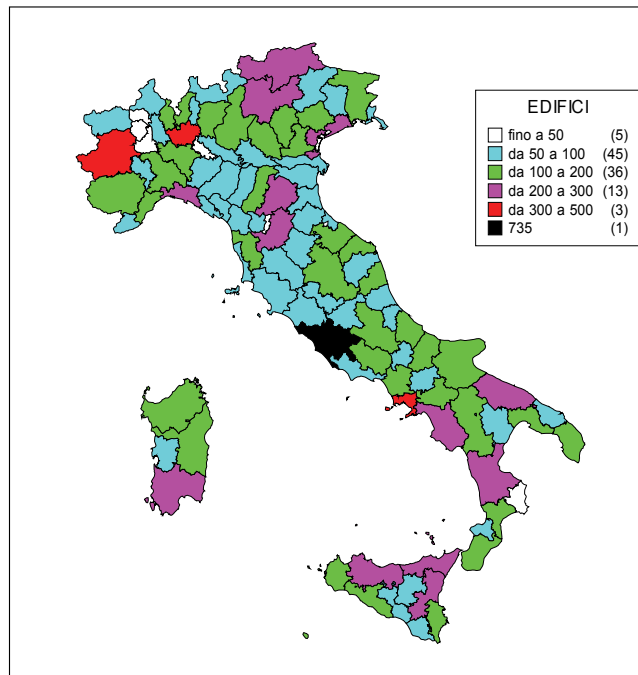 EDIFICI
fino a 50 (5)
da 50 a 100 (45)
da 100 a 200 (36)
da 200 a 300 (13)
da 300 a 500 (3)
735 (1)